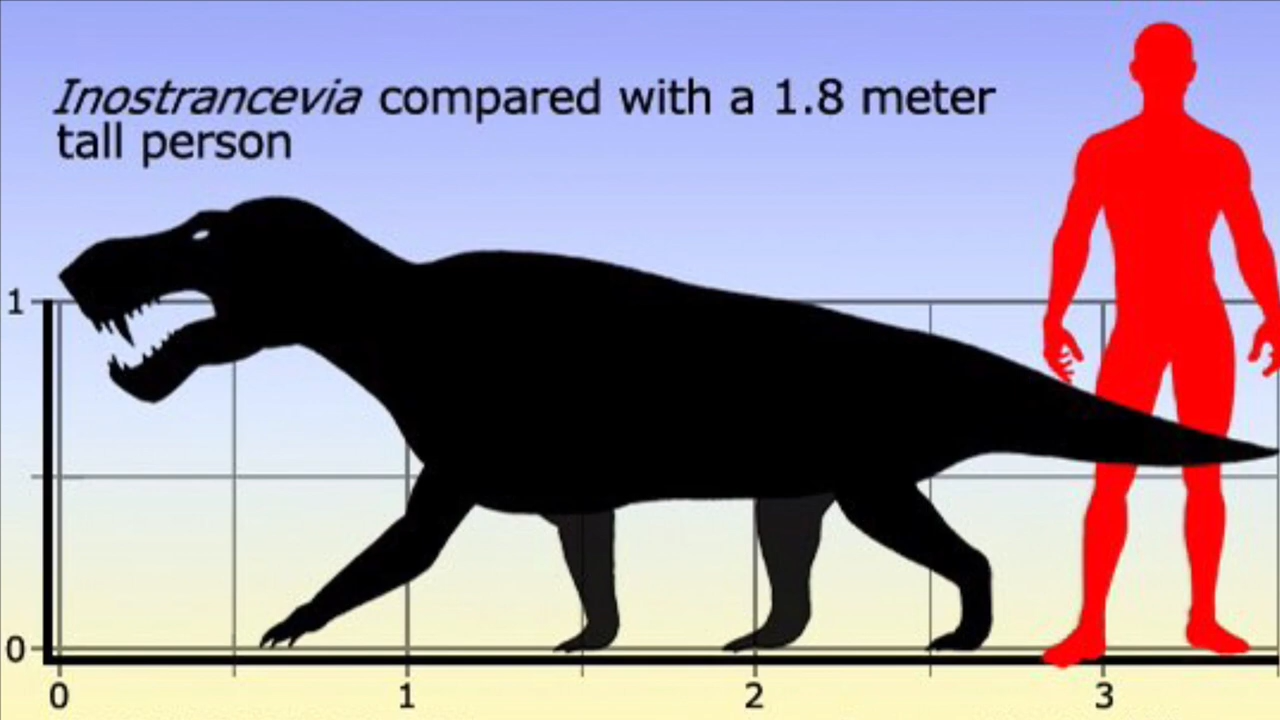 Inostrancevia compared with a 1.8 meter
tall person
1
0
0 1 2 3